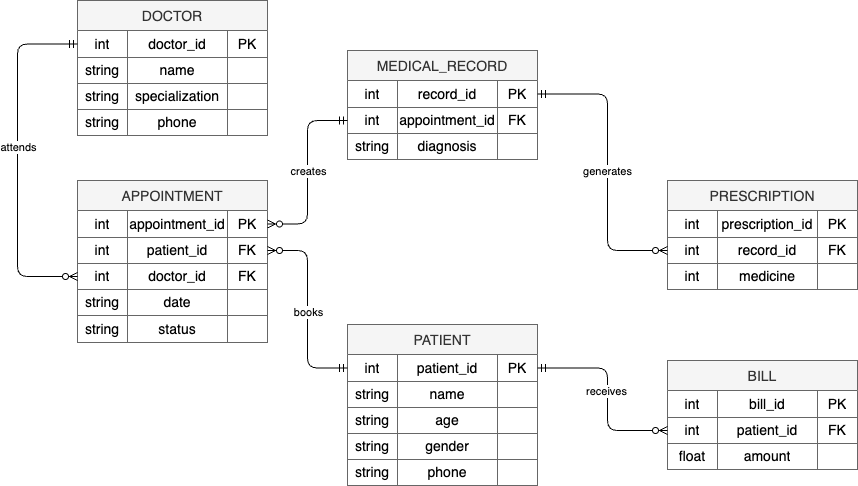 DOCTOR
int doctor_id PK
string name
string specialization
string phone
attends
MEDICAL_RECORD
int record_id PK
int appointment_id FK
string diagnosis
creates
generates
APPOINTMENT
int appointment_id PK
int patient_id FK
int doctor_id FK
string date
string status
PRESCRIPTION
int prescription_id PK
int record_id FK
int medicine
books
PATIENT
int patient_id PK
string name
string age
string gender
string phone
receives
BILL
int bill_id PK
int patient_id FK
float amount